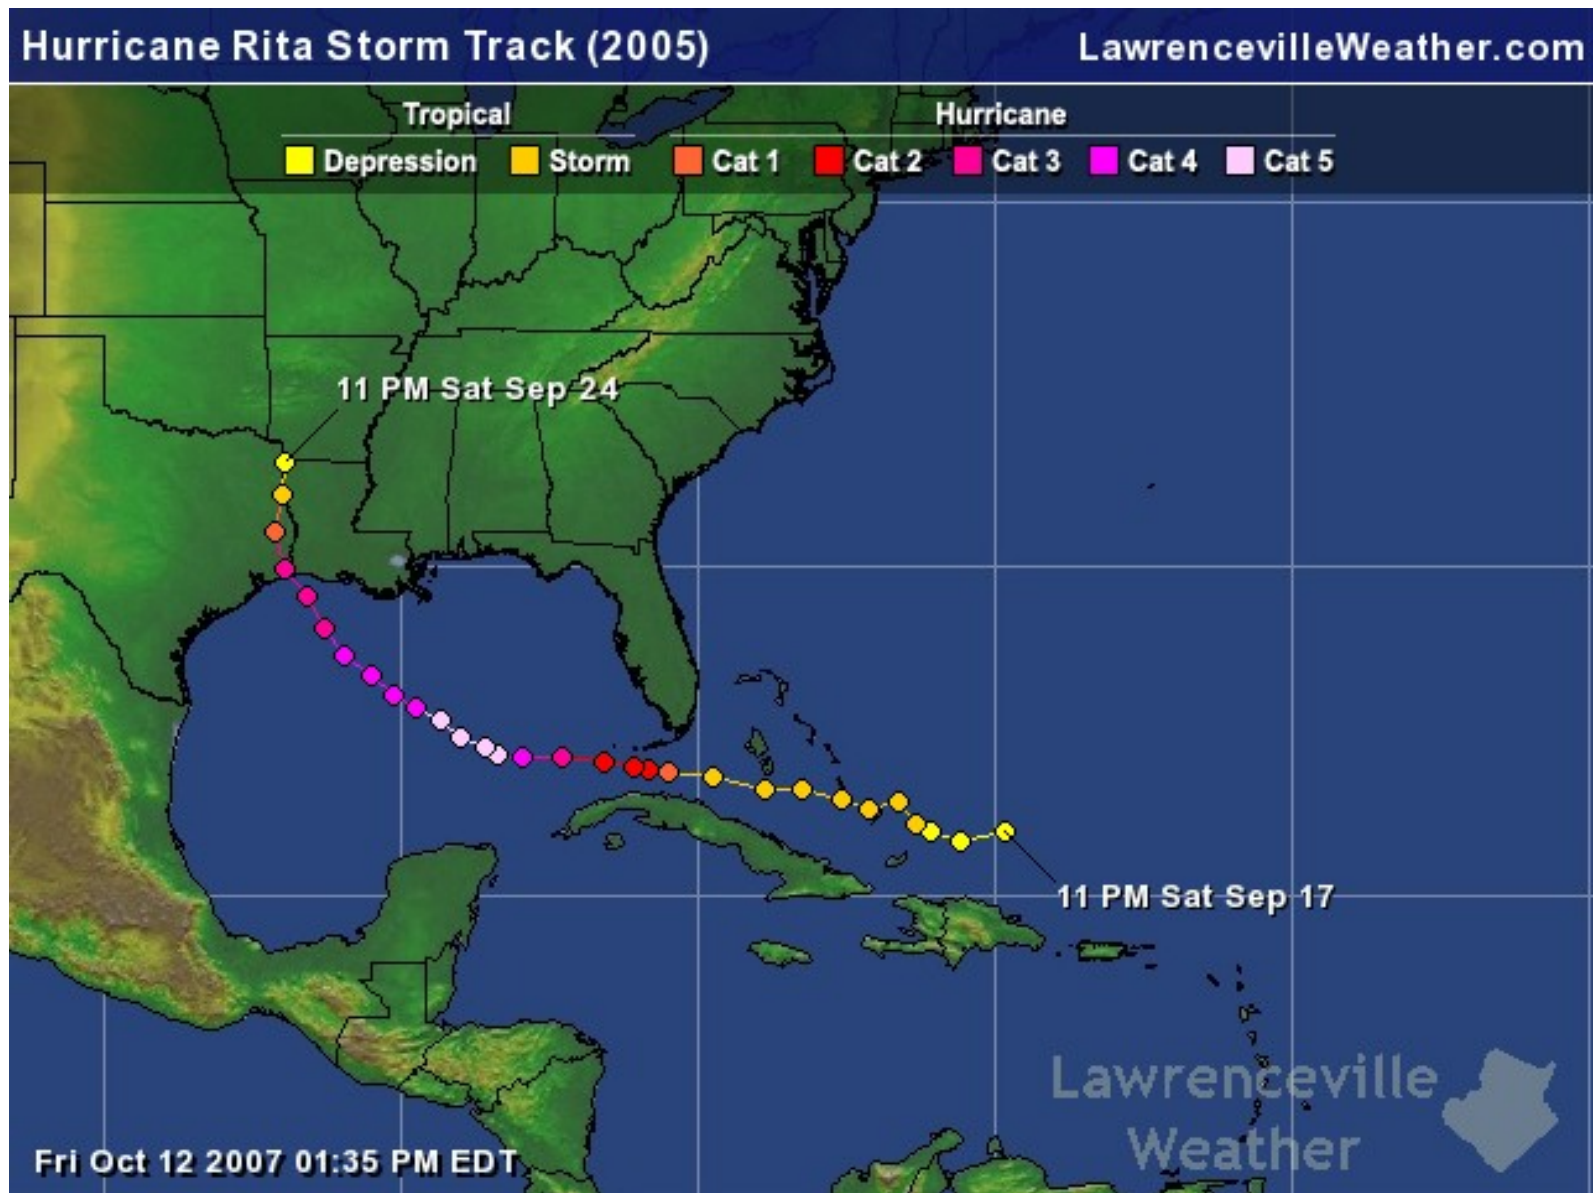 Hurricane Rita Storm Track (2005) LawrencevilleWeather.com
Tropical Hurricane
Depression Storm Cat 1 Cat 2 Cat 3 Cat 4 Cat 5
11 PM Sat Sep 24
11 PM Sat Sep 17
Lawrenceville
Weather
Fri Oct 12 2007 01:35 PM EDT